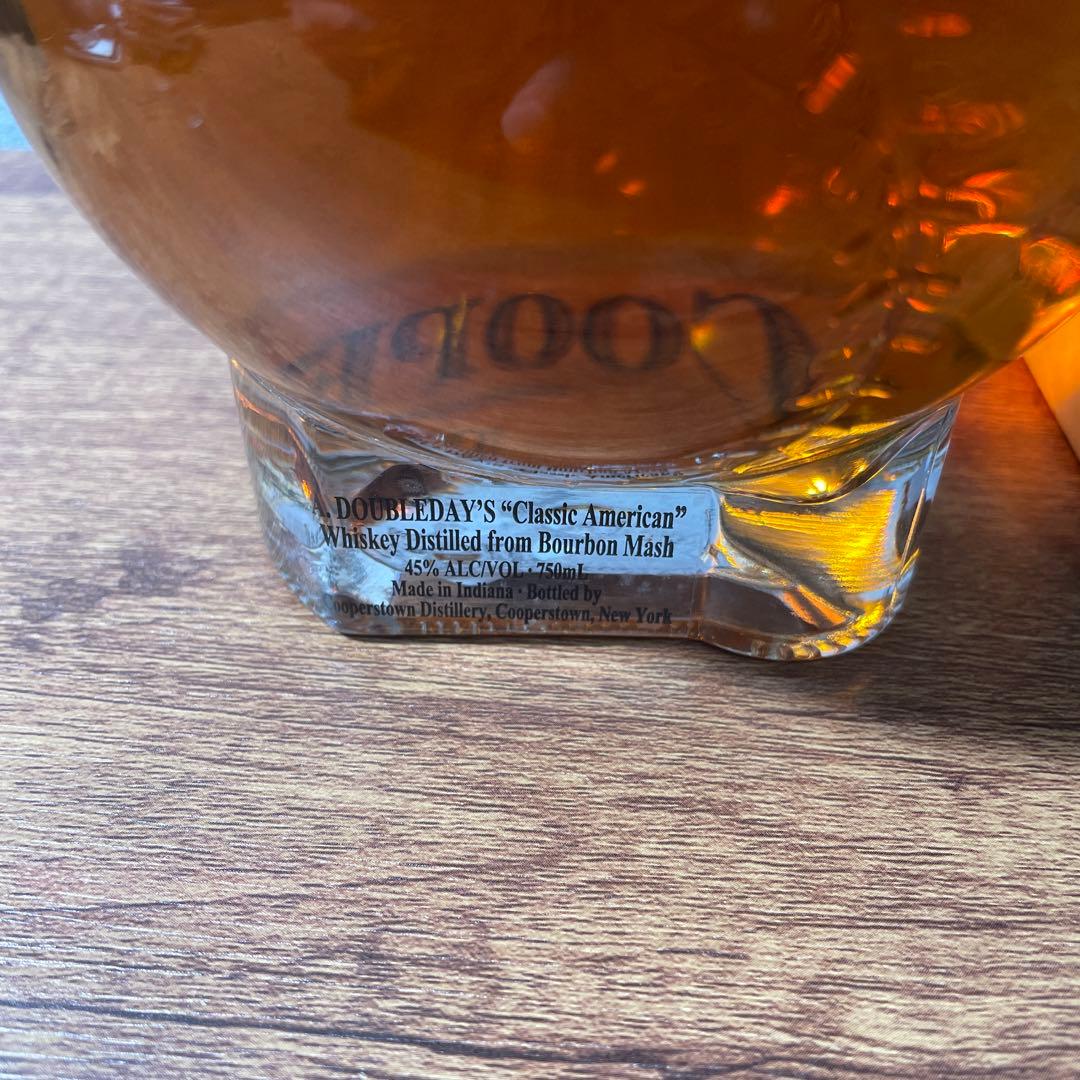 A. DOUBLEDAY'S “Classic American”
Whiskey Distilled from Bourbon Mash
45% ALC/VOL · 750mL
Made in Indiana · Bottled by
Cooperstown Distillery, Cooperstown, New York